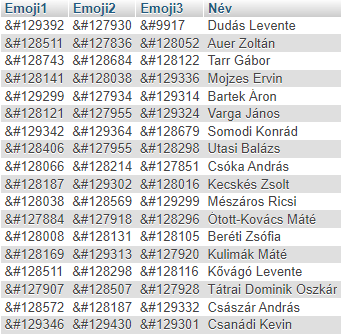 Emoji1 Emoji2 Emoji3 Név
&#129392 &#127930 &#9917 Dudás Levente
&#128511 &#127836 &#128052 Auer Zoltán
&#128743 &#128684 &#128122 Tarr Gábor
&#128141 &#128038 &#129336 Mojzes Ervin
&#129299 &#127934 &#129314 Bartek Áron
&#128121 &#127955 &#129324 Varga János
&#129342 &#129364 &#128679 Somodi Konrád
&#128406 &#127955 &#128298 Utasi Balázs
&#128066 &#128214 &#127851 Csóka András
&#128187 &#129302 &#128016 Kecskés Zsolt
&#128038 &#128569 &#129299 Mészáros Ricsi
&#127884 &#127918 &#128296 Ötott-Kovács Máté
&#128008 &#128131 &#128105 Beréti Zsófia
&#128169 &#129313 &#127920 Kulimák Máté
&#128511 &#128298 &#128116 Kővágó Levente
&#127907 &#128507 &#127928 Tátrai Dominik Oszkár
&#128572 &#128187 &#129332 Császár András
&#129346 &#129430 &#129301 Csanádi Kevin